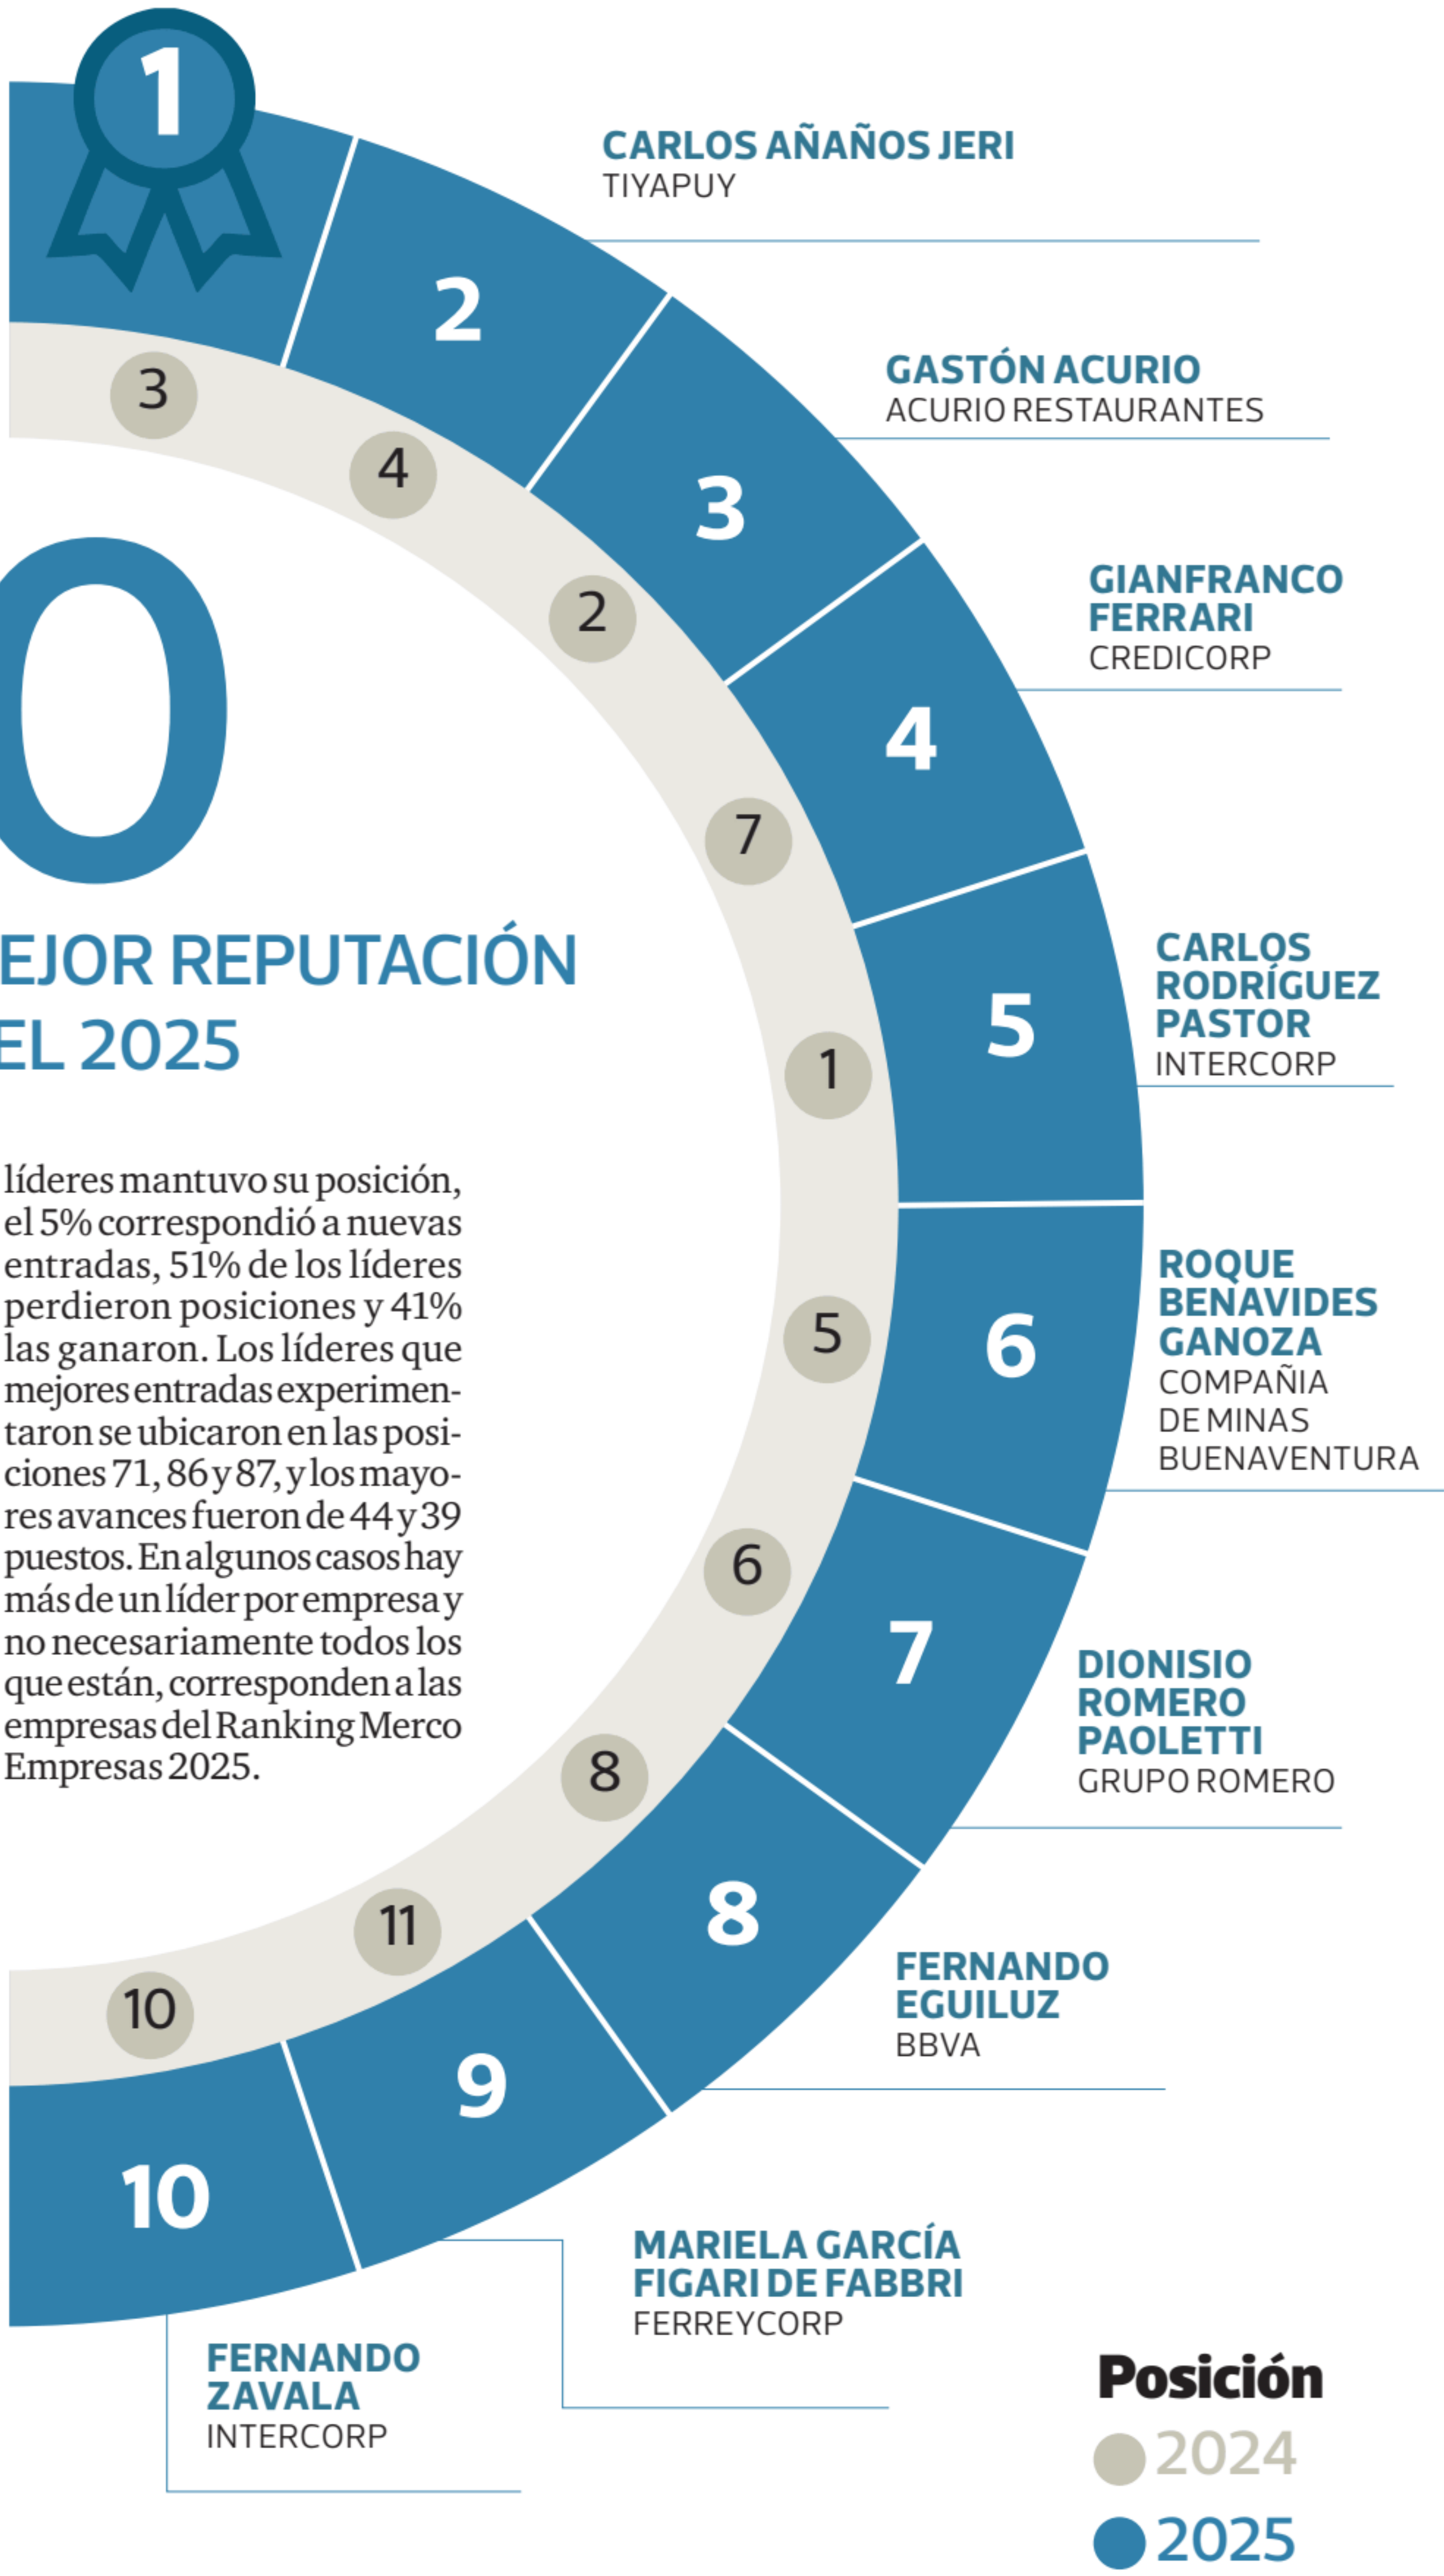 1
CARLOS AÑAÑOS JERI
TIYAPUY
2
3
GASTÓN ACURIO
ACURIO RESTAURANTES
4
3
2
GIANFRANCO
FERRARI
CREDICORP
4
7
0
EJOR REPUTACIÓN
EL 2025
CARLOS
RODRÍGUEZ
PASTOR
INTERCORP
5
1
líderes mantuvo su posición,
el 5% correspondió a nuevas
entradas, 51% de los líderes
perdieron posiciones y 41%
las ganaron. Los líderes que
mejores entradas experimen-
taron se ubicaron en las posi-
ciones 71, 86 y 87, y los mayo-
res avances fueron de 44 y 39
puestos. En algunos casos hay
más de un líder por empresa y
no necesariamente todos los
que están, corresponden a las
empresas del Ranking Merco
Empresas 2025.
ROQUE
BENAVIDES
GANOZA
COMPAÑIA
DE MINAS
BUENAVENTURA
6
5
6
7
DIONISIO
ROMERO
PAOLETTI
GRUPO ROMERO
8
8
FERNANDO
EGUILUZ
BBVA
11
9
10
10
MARIELA GARCÍA
FIGARI DE FABBRI
FERREYCORP
FERNANDO
ZAVALA
INTERCORP
Posición
2024
2025